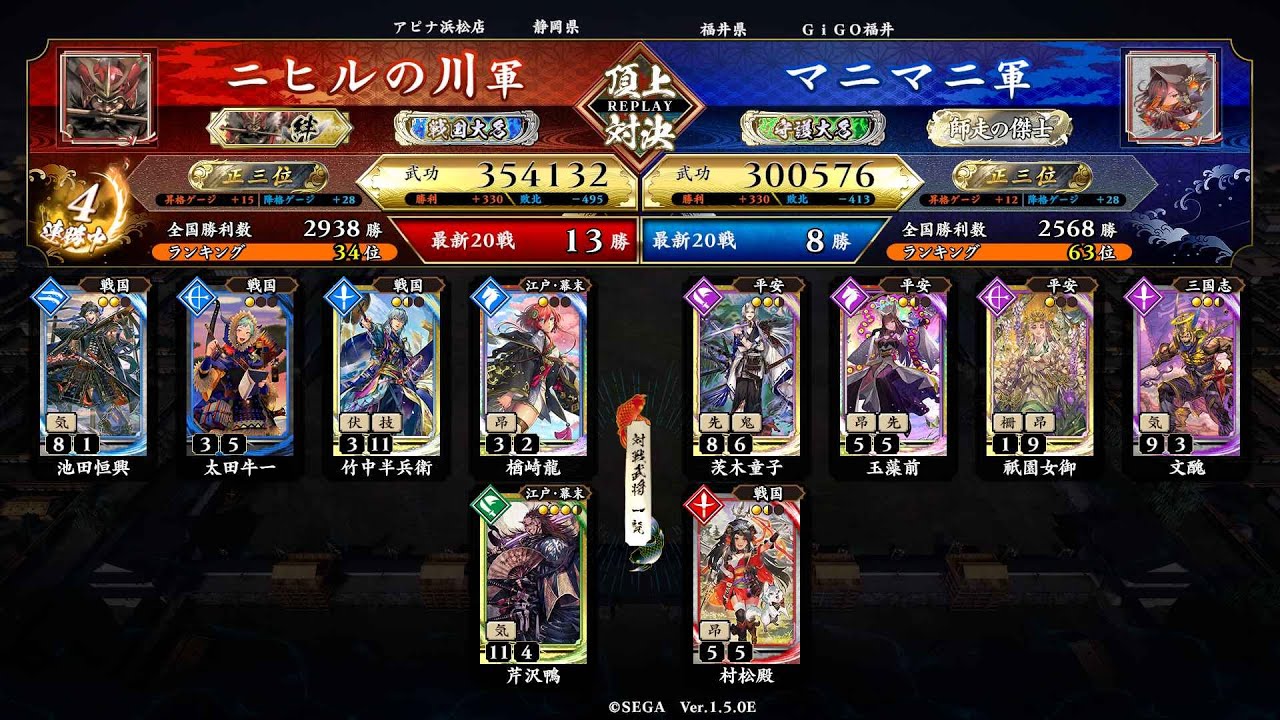 アピナ浜松店　静岡県
福井県　GiGO福井
ニヒルの川軍
頂上
REPLAY
対決
マニマニ軍
絆
戦国大名
守護大名
師走の傑士
正三位
昇格ゲージ +15 降格ゲージ +28
武功 354132
勝利 +330 敗北 -495
武功 300576
勝利 +330 敗北 -413
正三位
昇格ゲージ +12 降格ゲージ +28
4
連勝中
全国勝利数 2938勝
ランキング 34位
最新20戦 13勝
最新20戦 8勝
全国勝利数 2568勝
ランキング 63位
戦国
気
8 1
池田恒興
戦国
3 5
太田牛一
戦国
伏 技
3 11
竹中半兵衛
江戸・幕末
昂
3 2
楢崎龍
平安
先 鬼
8 6
茨木童子
平安
昂 先
5 5
玉藻前
平安
柵 昂
1 9
祇園女御
三国志
気
9 3
文醜
対戦武将一覧
江戸・幕末
気
11 4
芹沢鴨
戦国
昂
5 5
村松殿
©SEGA Ver.1.5.0E